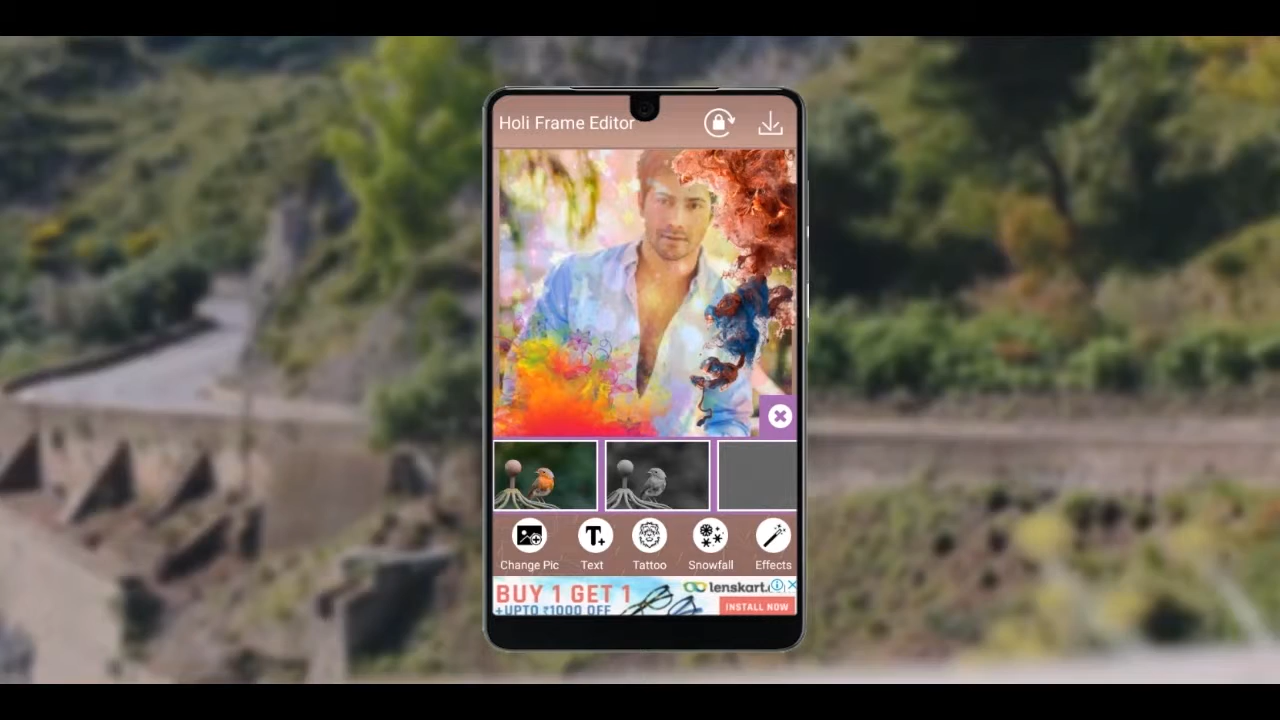 Holi Frame Editor
Change Pic
Text
Tattoo
Snowfall
Effects
BUY 1 GET 1
+UPTO ₹1000 OFF
lenskart.
INSTALL NOW